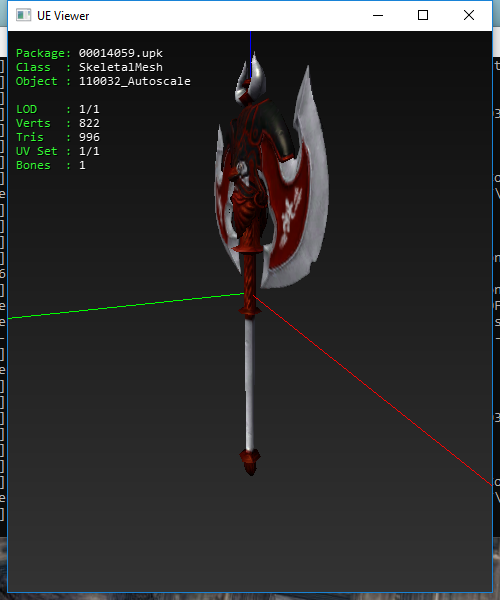 UE Viewer
Package: 00014059.upk
Class : SkeletalMesh
Object : 110032_Autoscale
LOD : 1/1
Verts : 822
Tris : 996
UV Set : 1/1
Bones : 1